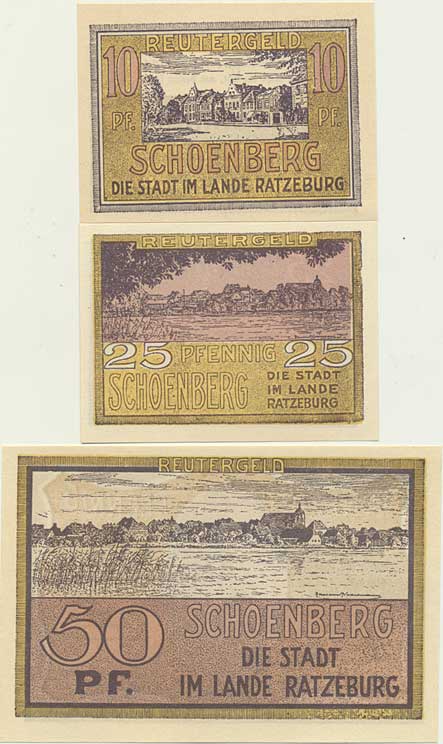 REUTERGELD
10 10
PF. PF.
SCHOENBERG
DIE STADT IM LANDE RATZEBURG
REUTERGELD
25 PFENNIG 25
SCHOENBERG
DIE STADT
IM LANDE
RATZEBURG
REUTERGELD
50
PF.
SCHOENBERG
DIE STADT
IM LANDE RATZEBURG